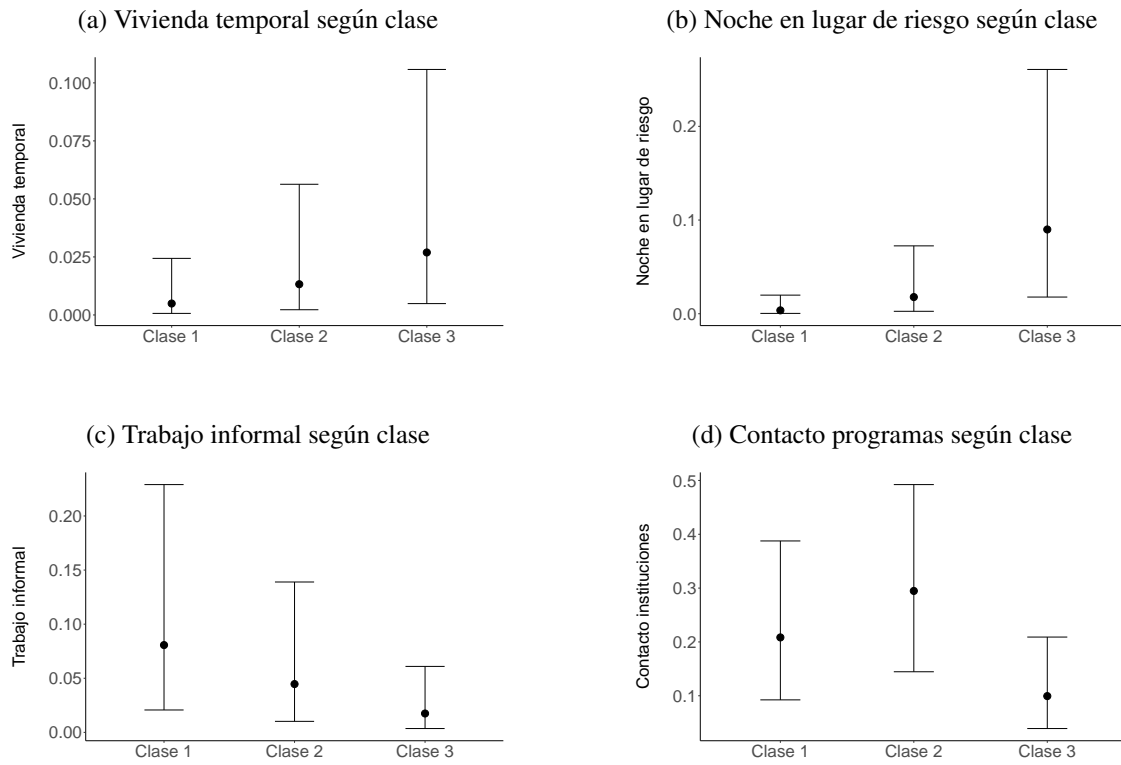 (a) Vivienda temporal según clase
Vivienda temporal
0.100
0.075
0.050
0.025
0.000
Clase 1 Clase 2 Clase 3
(b) Noche en lugar de riesgo según clase
Noche en lugar de riesgo
0.2
0.1
0.0
Clase 1 Clase 2 Clase 3
(c) Trabajo informal según clase
Trabajo informal
0.20
0.15
0.10
0.05
0.00
Clase 1 Clase 2 Clase 3
(d) Contacto programas según clase
Contacto instituciones
0.5
0.4
0.3
0.2
0.1
Clase 1 Clase 2 Clase 3